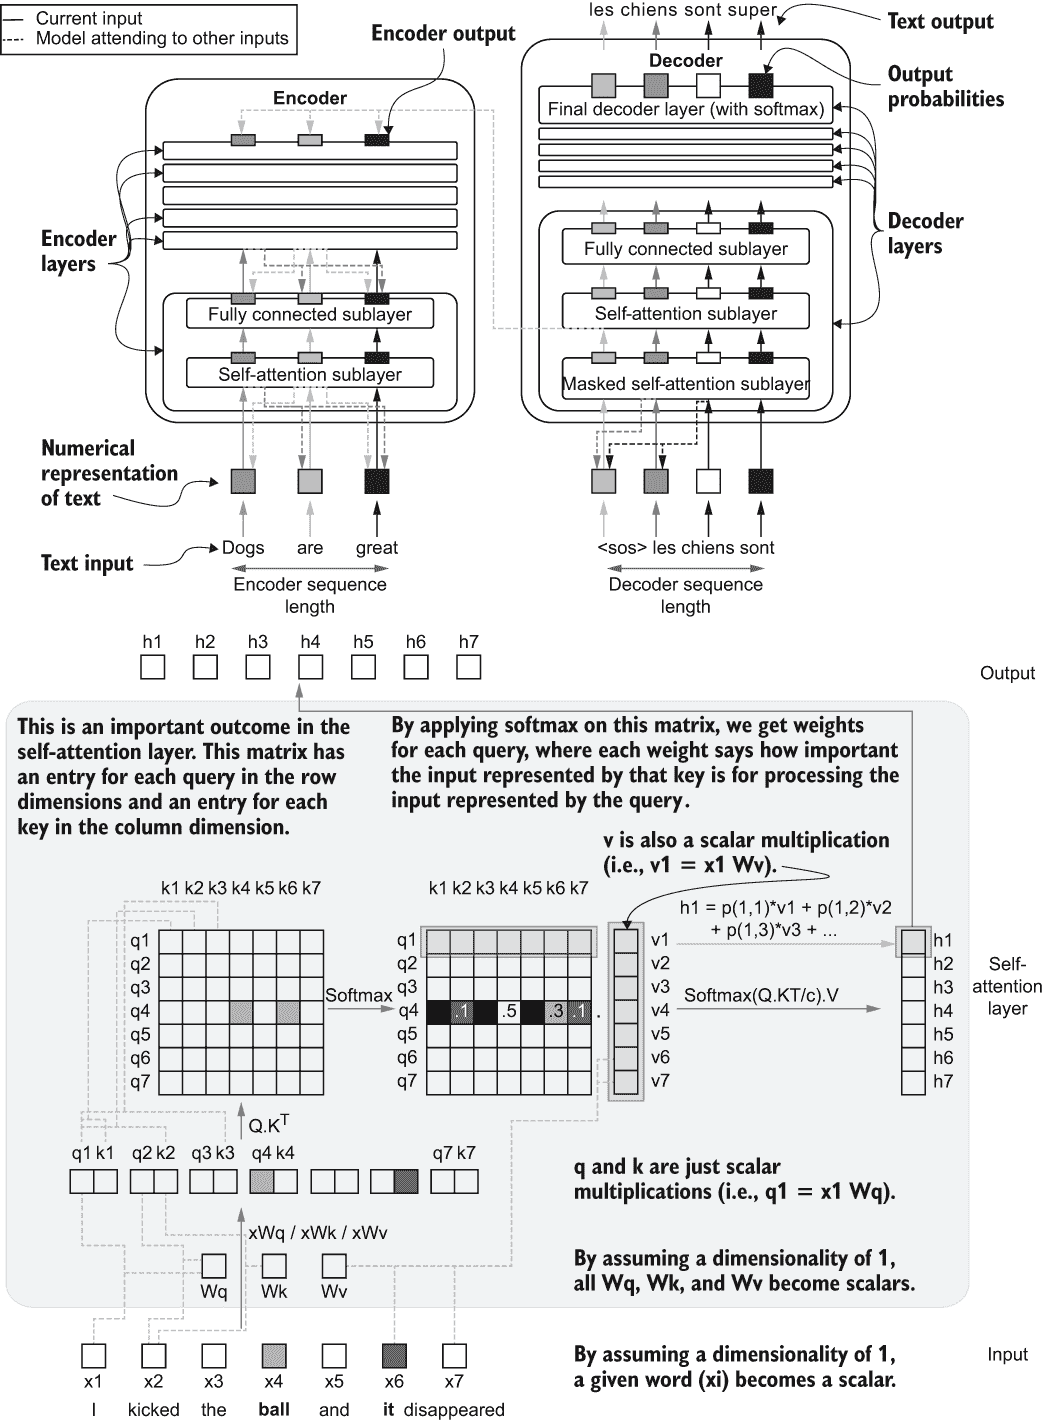 Current input
Model attending to other inputs
Encoder output
Encoder
Encoder
layers
Fully connected sublayer
Self-attention sublayer
Numerical
representation
of text
Text input
Dogs are great
Encoder sequence
length
les chiens sont super
Text output
Decoder
Output
probabilities
Final decoder layer (with softmax)
Decoder
layers
Fully connected sublayer
Self-attention sublayer
Masked self-attention sublayer
<sos> les chiens sont
Decoder sequence
length
h1 h2 h3 h4 h5 h6 h7
Output
This is an important outcome in the
self-attention layer. This matrix has
an entry for each query in the row
dimensions and an entry for each
key in the column dimension.
By applying softmax on this matrix, we get weights
for each query, where each weight says how important
the input represented by that key is for processing the
input represented by the query.
v is also a scalar multiplication
(i.e., v1 = x1 Wv).
k1 k2 k3 k4 k5 k6 k7
q1
q2
q3
q4
q5
q6
q7
Softmax
k1 k2 k3 k4 k5 k6 k7
q1
q2
q3
q4 .1 .5 .3 .1 .
q5
q6
q7
v1
v2
v3
v4
v5
v6
v7
h1 = p(1,1)*v1 + p(1,2)*v2
+ p(1,3)*v3 + ...
Softmax(Q.KT/c).V
h1
h2
h3
h4
h5
h6
h7
Self-
attention
layer
Q.K^T
q1 k1 q2 k2 q3 k3 q4 k4 q7 k7
q and k are just scalar
multiplications (i.e., q1 = x1 Wq).
xWq / xWk / xWv
Wq Wk Wv
By assuming a dimensionality of 1,
all Wq, Wk, and Wv become scalars.
By assuming a dimensionality of 1,
a given word (xi) becomes a scalar.
Input
x1 x2 x3 x4 x5 x6 x7
I kicked the ball and it disappeared